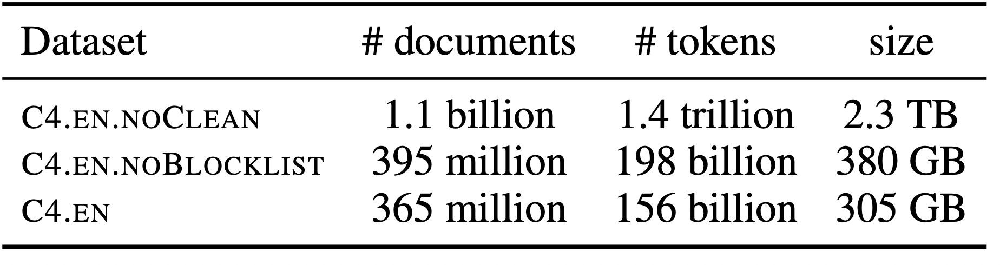 Dataset # documents # tokens size
C4.EN.NOCLEAN 1.1 billion 1.4 trillion 2.3 TB
C4.EN.NOBLOCKLIST 395 million 198 billion 380 GB
C4.EN 365 million 156 billion 305 GB